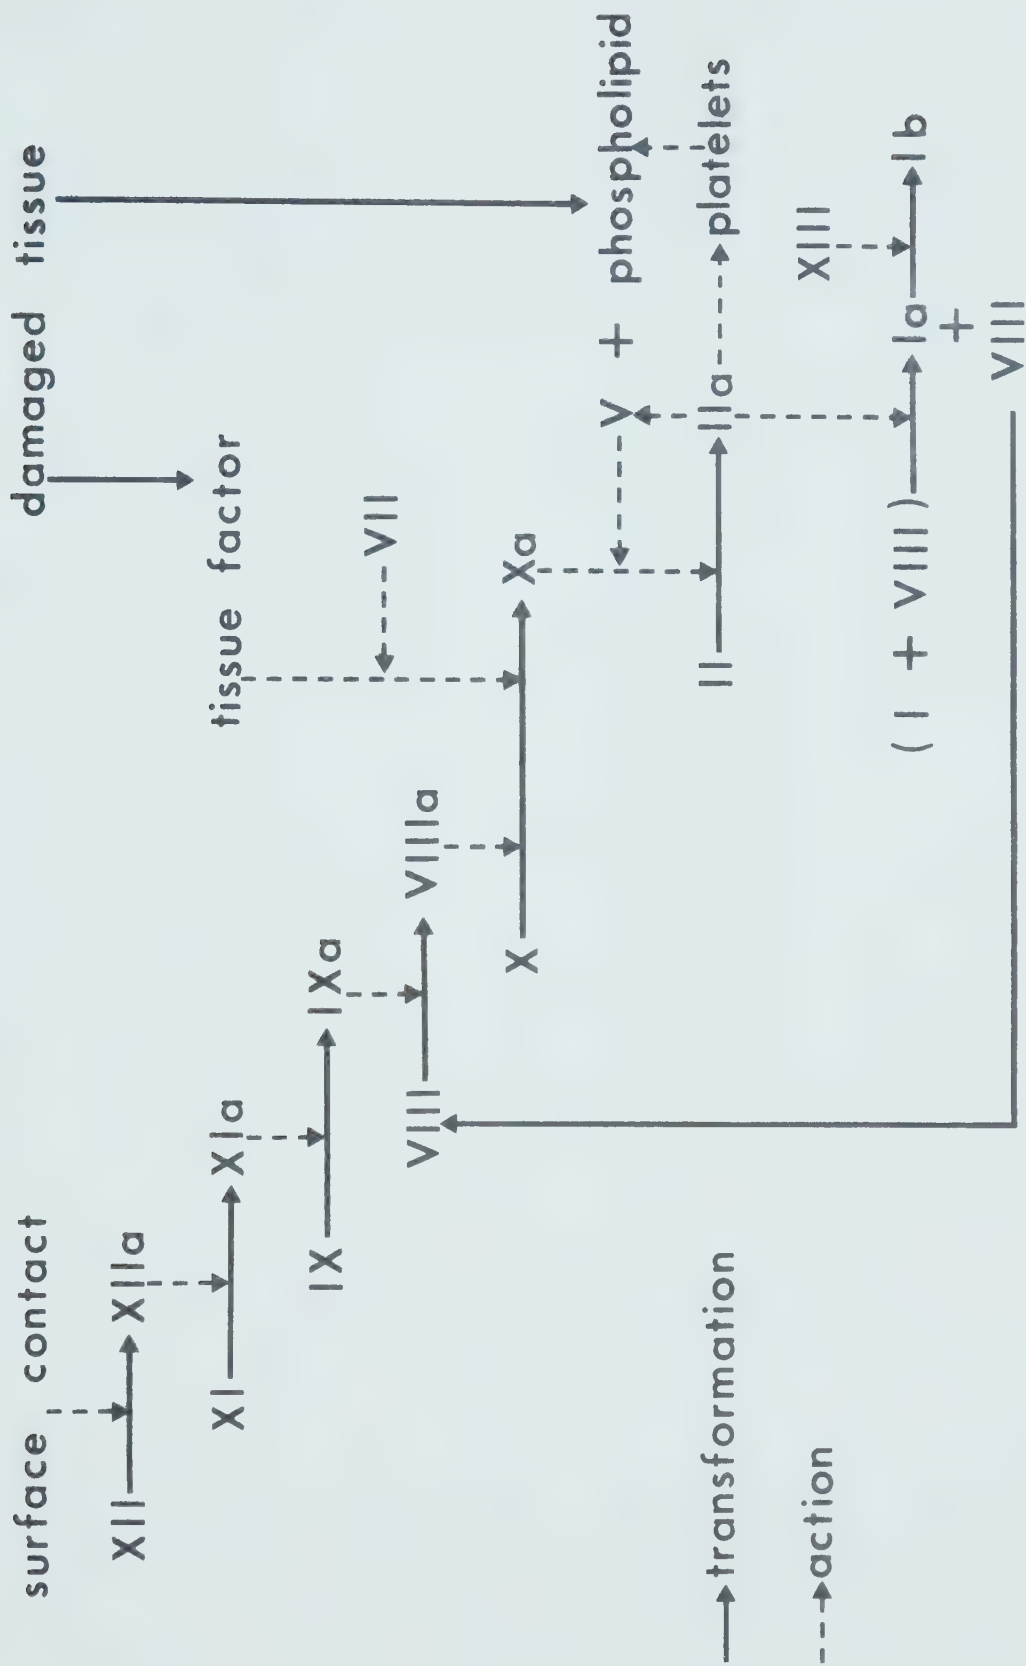 surface contact
damaged tissue
XII
XIIa
XI
XIa
tissue factor
IX
IXa
VII
VIII
VIIIa
X
Xa
V + phospholipid
II
IIa
platelets
XIII
(I + VIII)
Ia
Ib
+
VIII
transformation
action